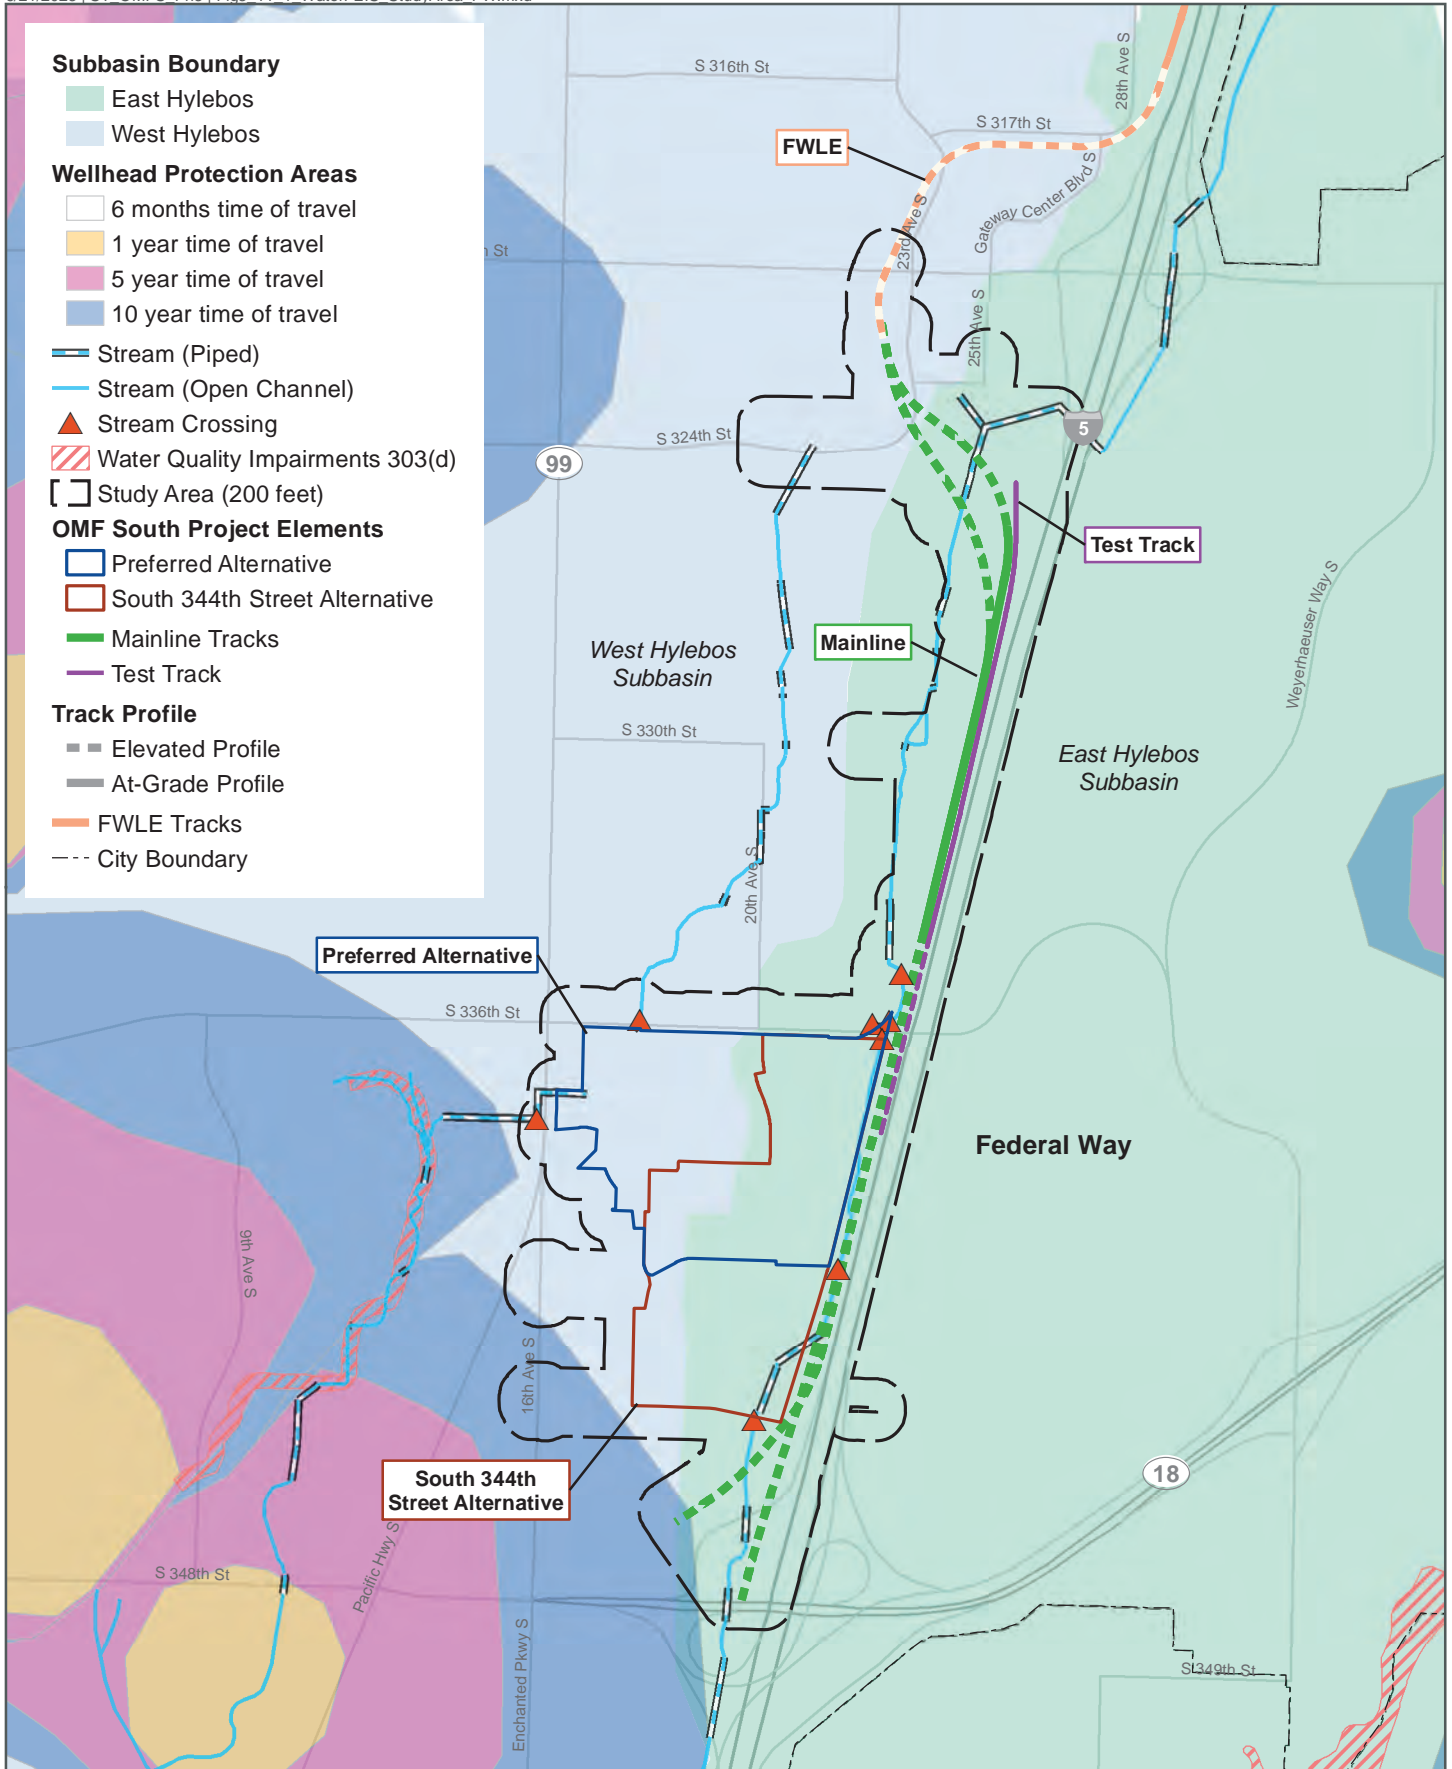 Subbasin Boundary
East Hylebos
West Hylebos
Wellhead Protection Areas
6 months time of travel
1 year time of travel
5 year time of travel
10 year time of travel
Stream (Piped)
Stream (Open Channel)
Stream Crossing
Water Quality Impairments 303(d)
Study Area (200 feet)
OMF South Project Elements
Preferred Alternative
South 344th Street Alternative
Mainline Tracks
Test Track
Track Profile
Elevated Profile
At-Grade Profile
FWLE Tracks
City Boundary
S 316th St
28th Ave S
S 317th St
FWLE
Gateway Center Blvd S
23rd Ave S
St
25th Ave S
5
S 324th St
99
Test Track
Weyerhaeuser Way S
Mainline
West Hylebos
Subbasin
S 330th St
East Hylebos
Subbasin
20th Ave S
Preferred Alternative
S 336th St
Federal Way
9th Ave S
16th Ave S
South 344th
Street Alternative
18
Pacific Hwy S
S 348th St
Enchanted Pkwy S
S 349th St